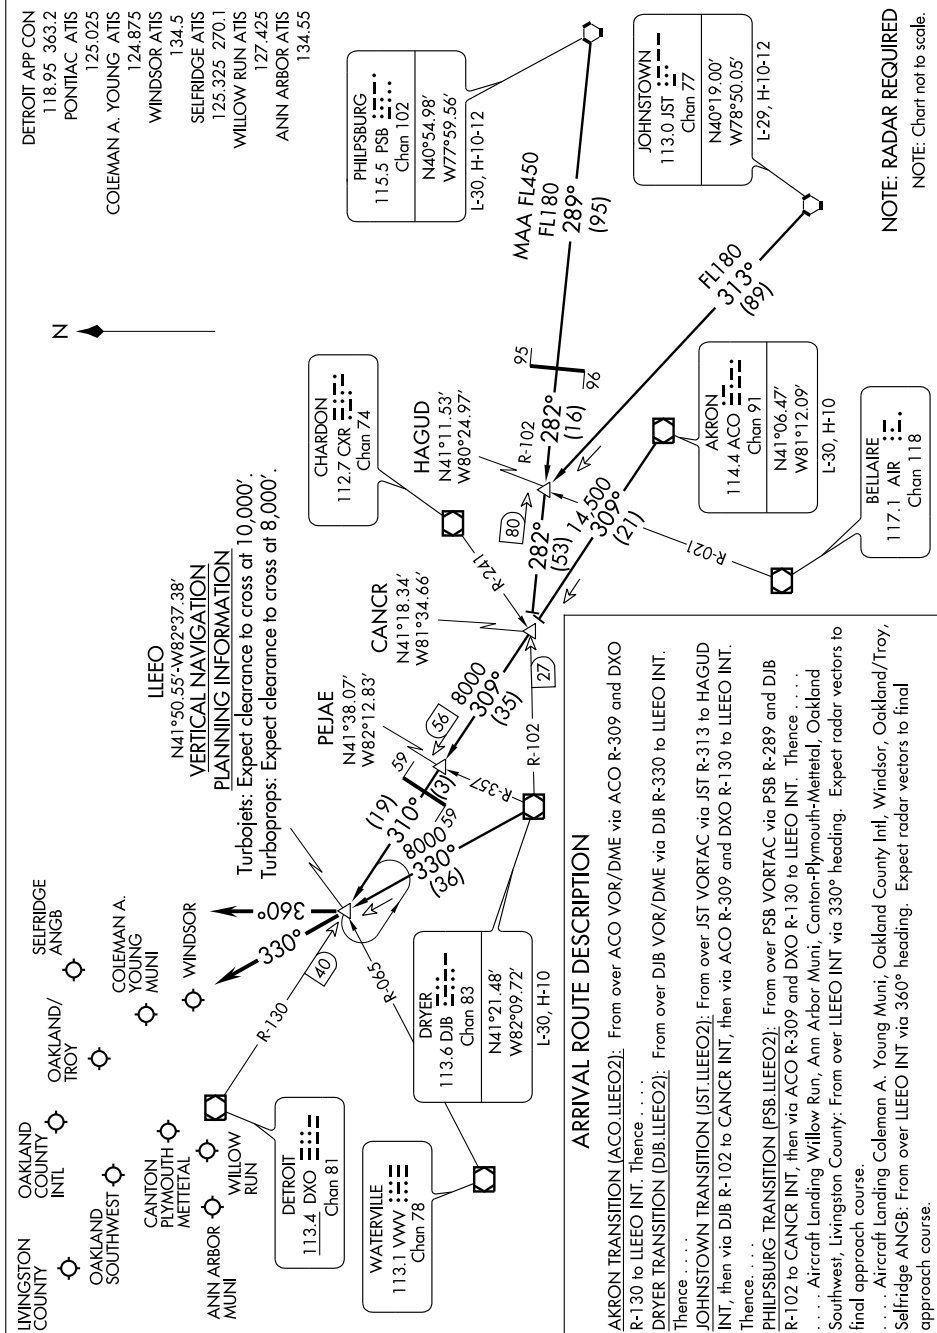 DETROIT APP CON
118.95 363.2
PONTIAC ATIS
125.025
COLEMAN A. YOUNG ATIS
124.875
WINDSOR ATIS
134.5
SELFRIDGE ATIS
125.325 270.1
WILLOW RUN ATIS
127.425
ANN ARBOR ATIS
134.55
LIVINGSTON
COUNTY
OAKLAND
COUNTY
INTL
OAKLAND/
TROY
SELFRIDGE
ANGB
OAKLAND
SOUTHWEST
COLEMAN A.
YOUNG
MUNI
CANTON
PLYMOUTH
METTETAL
WINDSOR
ANN ARBOR
MUNI
WILLOW
RUN
N
LLEEO
N41°50.55'-W82°37.38'
VERTICAL NAVIGATION
PLANNING INFORMATION
Turbojets: Expect clearance to cross at 10,000'.
Turboprops: Expect clearance to cross at 8,000'.
PHILPSBURG
115.5 PSB
Chan 102
N40°54.98'
W77°59.56'
L-30, H-10-12
JOHNSTOWN
113.0 JST
Chan 77
N40°19.00'
W78°50.05'
L-29, H-10-12
CHARDON
112.7 CXR
Chan 74
HAGUD
N41°11.53'
W80°24.97'
CANCR
N41°18.34'
W81°34.66'
PEJAE
N41°38.07'
W82°12.83'
DETROIT
113.4 DXO
Chan 81
WATERVILLE
113.1 VWV
Chan 78
DRYER
113.6 DJB
Chan 83
N41°21.48'
W82°09.72'
L-30, H-10
AKRON
114.4 ACO
Chan 91
N41°06.47'
W81°12.09'
L-30, H-10
BELLAIRE
117.1 AIR
Chan 118
MAA FL450
FL180
289°
(95)
FL180
313°
(89)
95
96
282°
(16)
R-102
80
282°
(53)
14,500
309°
(21)
R-021
R-241
27
R-102
8000
309°
(35)
56
R-357
59
59
(3)
(19)
310°
8000
330°
(36)
R-065
R-130
40
330°
360°
NOTE: RADAR REQUIRED
NOTE: Chart not to scale.
ARRIVAL ROUTE DESCRIPTION
AKRON TRANSITION (ACO.LLEEO2): From over ACO VOR/DME via ACO R-309 and DXO
R-130 to LLEEO INT. Thence . . . .
DRYER TRANSITION (DJB.LLEEO2): From over DJB VOR/DME via DJB R-330 to LLEEO INT.
Thence . . . .
JOHNSTOWN TRANSITION (JST.LLEEO2): From over JST VORTAC via JST R-313 to HAGUD
INT, then via DJB R-102 to CANCR INT, then via ACO R-309 and DXO R-130 to LLEEO INT.
Thence. . . .
PHILPSBURG TRANSITION (PSB.LLEEO2): From over PSB VORTAC via PSB R-289 and DJB
R-102 to CANCR INT, then via ACO R-309 and DXO R-130 to LLEEO INT. Thence . . . .
. . . . Aircraft Landing Willow Run, Ann Arbor Muni, Canton-Plymouth-Mettetal, Oakland
Southwest, Livingston County: From over LLEEO INT via 330° heading. Expect radar vectors to
final approach course.
. . . . Aircraft Landing Coleman A. Young Muni, Oakland County Intl, Windsor, Oakland/Troy,
Selfridge ANGB: From over LLEEO INT via 360° heading. Expect radar vectors to final
approach course.